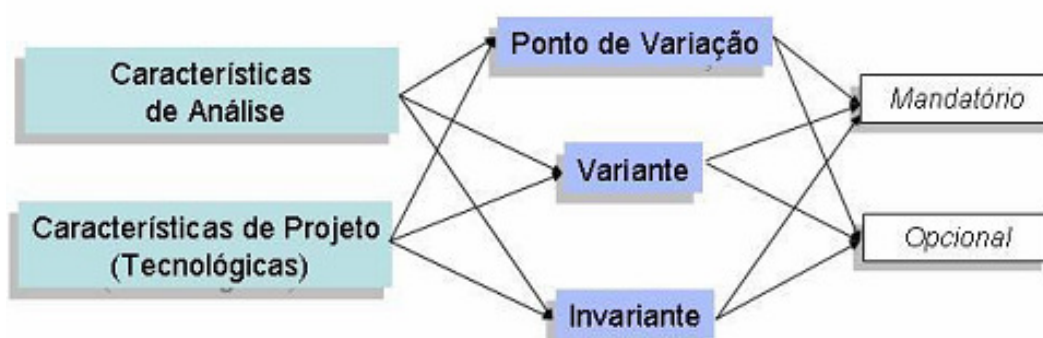 Características
de Análise
Características de Projeto
(Tecnológicas)
Ponto de Variação
Variante
Invariante
Mandatório
Opcional